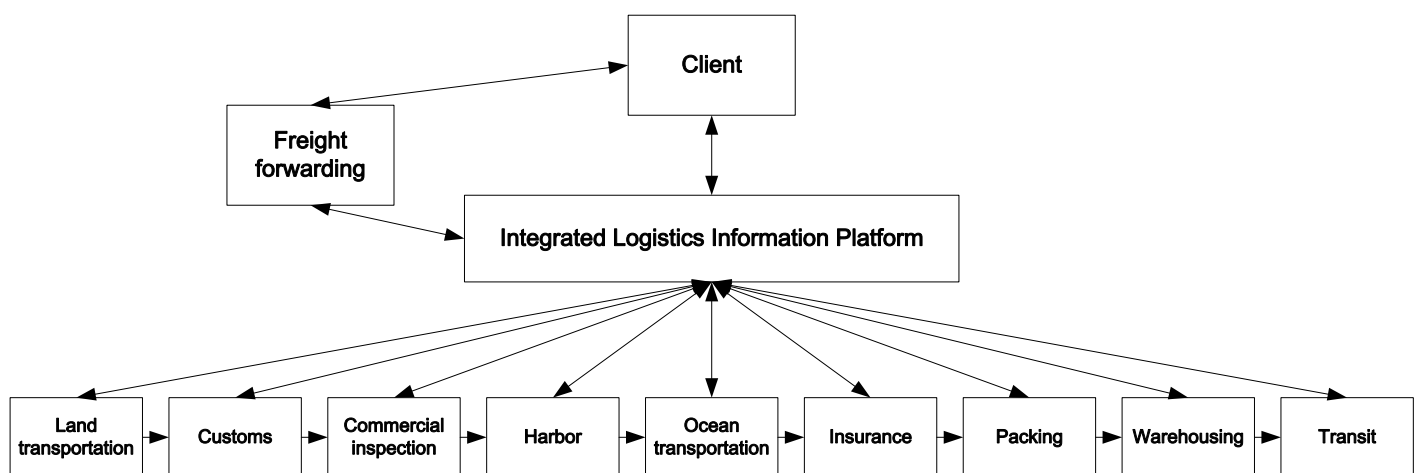 Client
Freight
forwarding
Integrated Logistics Information Platform
Land
transportation
Customs
Commercial
inspection
Harbor
Ocean
transportation
Insurance
Packing
Warehousing
Transit